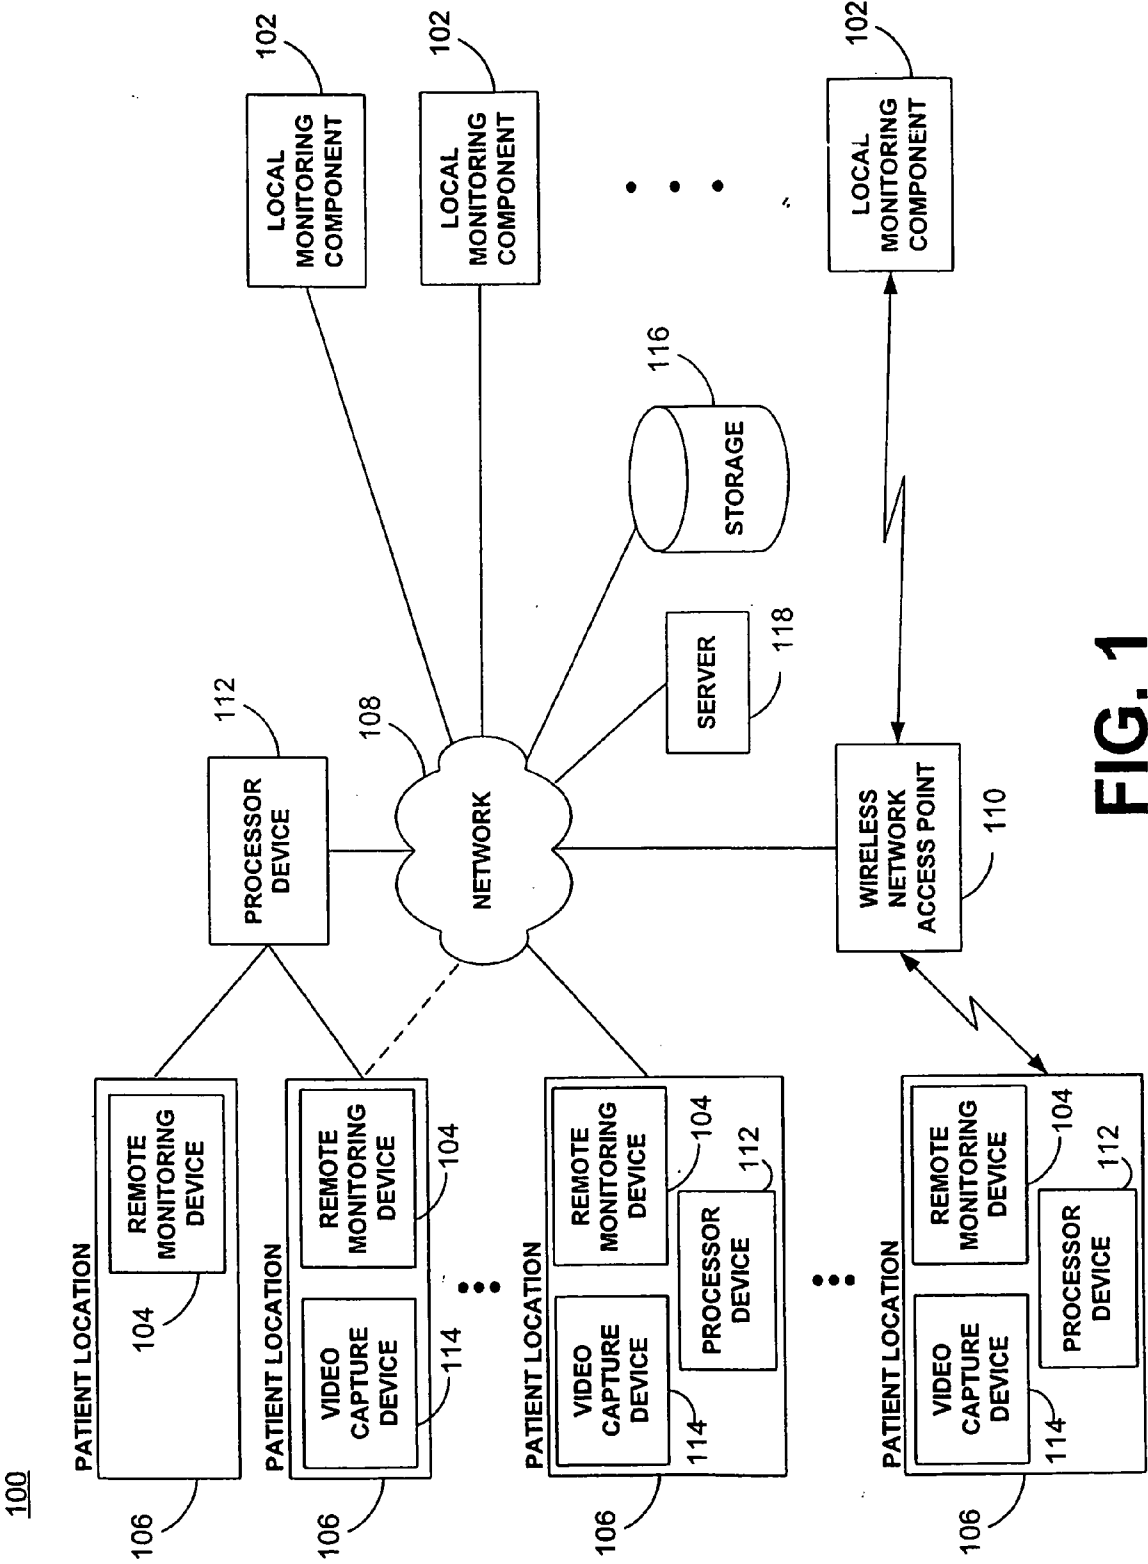 100
106
PATIENT LOCATION
104
REMOTE
MONITORING
DEVICE
106
PATIENT LOCATION
VIDEO
CAPTURE
DEVICE
114
REMOTE
MONITORING
DEVICE
104
106
PATIENT LOCATION
VIDEO
CAPTURE
DEVICE
114
REMOTE
MONITORING
DEVICE
104
PROCESSOR
DEVICE
112
106
PATIENT LOCATION
VIDEO
CAPTURE
DEVICE
114
REMOTE
MONITORING
DEVICE
104
PROCESSOR
DEVICE
112
PROCESSOR
DEVICE
112
NETWORK
108
WIRELESS
NETWORK
ACCESS POINT
110
SERVER
118
STORAGE
116
LOCAL
MONITORING
COMPONENT
102
LOCAL
MONITORING
COMPONENT
102
LOCAL
MONITORING
COMPONENT
102
FIG. 1